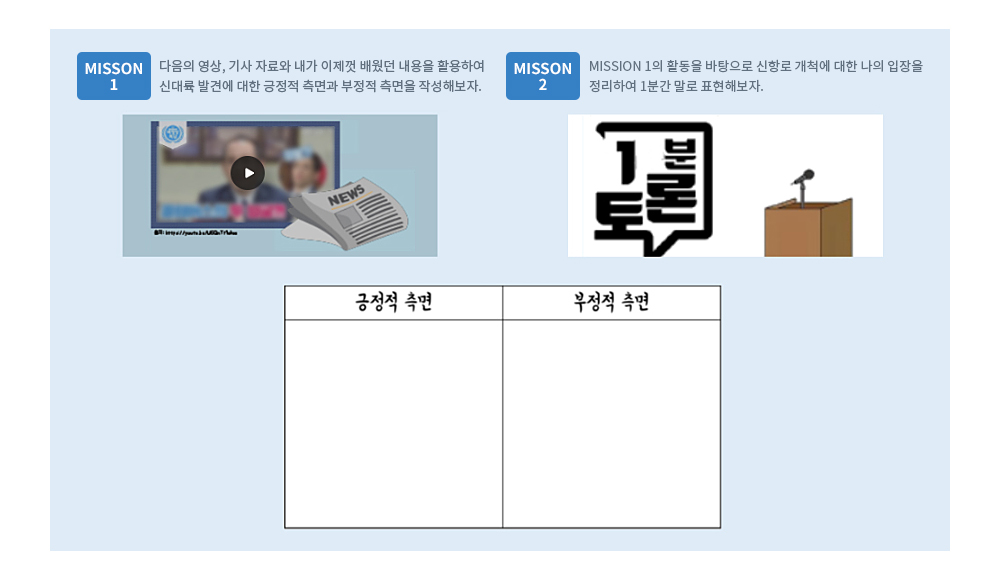 MISSON
1
다음의 영상, 기사 자료와 내가 이제껏 배웠던 내용을 활용하여
신대륙 발견에 대한 긍정적 측면과 부정적 측면을 작성해보자.
MISSON
2
MISSION 1의 활동을 바탕으로 신항로 개척에 대한 나의 입장을
정리하여 1분간 말로 표현해보자.
NEWS
1분
토론
긍정적 측면
부정적 측면